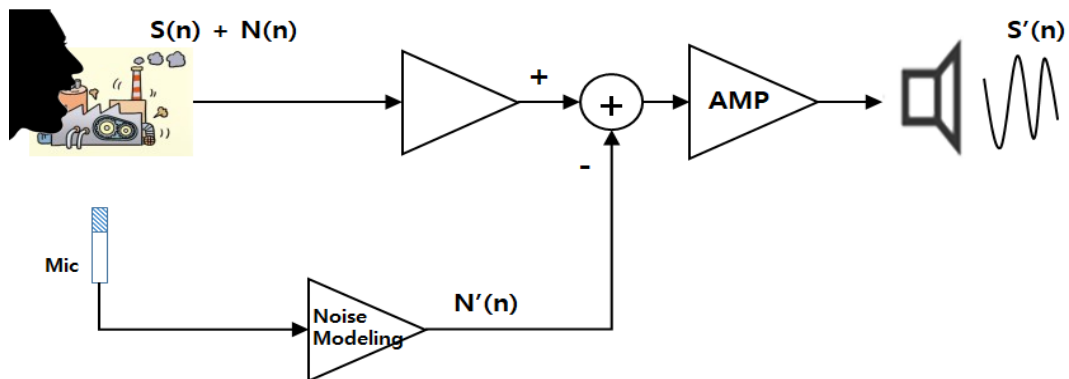 S(n) + N(n)
S’(n)
+
+
AMP
-
Mic
Noise
Modeling
N’(n)